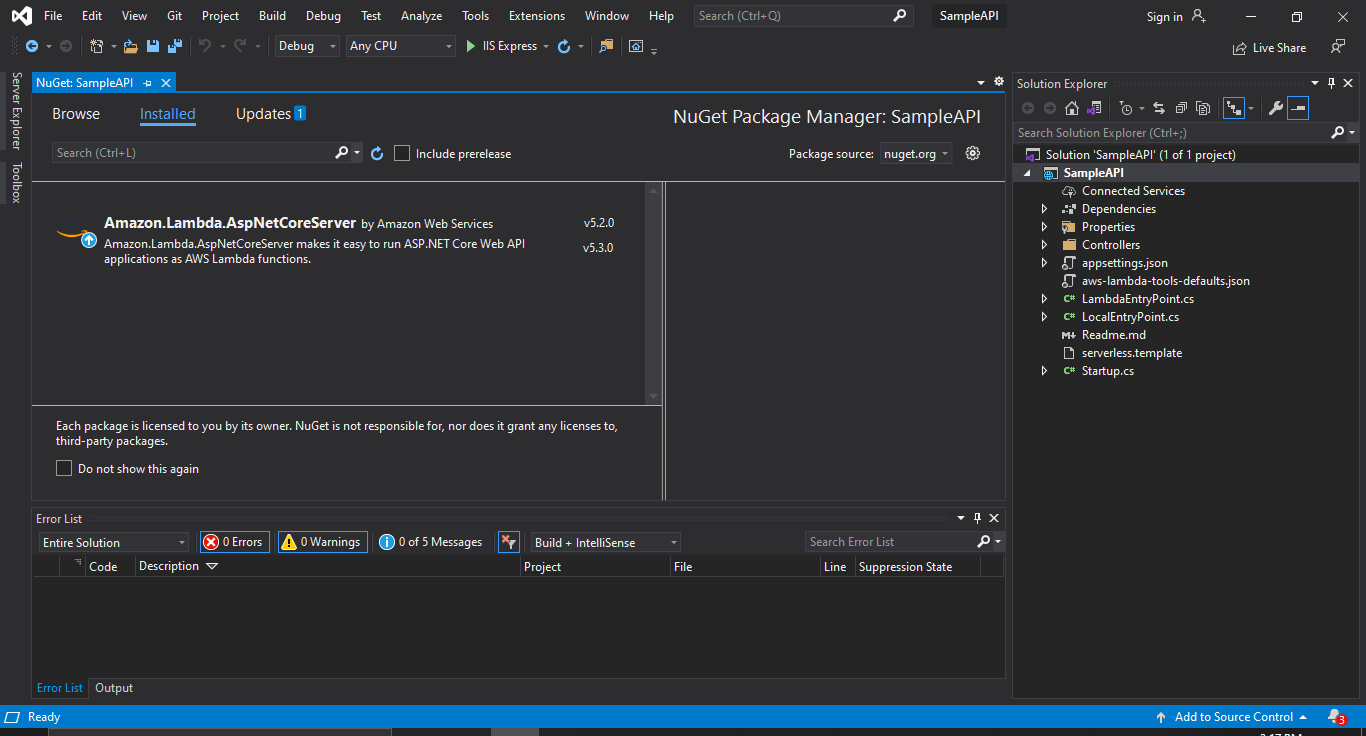 File Edit View Git Project Build Debug Test Analyze Tools Extensions Window Help Search (Ctrl+Q) SampleAPI Sign in
Debug Any CPU IIS Express Live Share
Server Explorer
Toolbox
NuGet: SampleAPI
Browse Installed Updates 1 NuGet Package Manager: SampleAPI
Search (Ctrl+L) Include prerelease Package source: nuget.org
Amazon.Lambda.AspNetCoreServer by Amazon Web Services v5.2.0
Amazon.Lambda.AspNetCoreServer makes it easy to run ASP.NET Core Web API v5.3.0
applications as AWS Lambda functions.
Each package is licensed to you by its owner. NuGet is not responsible for, nor does it grant any licenses to,
third-party packages.
Do not show this again
Solution Explorer
Search Solution Explorer (Ctrl+;)
Solution 'SampleAPI' (1 of 1 project)
SampleAPI
Connected Services
Dependencies
Properties
Controllers
appsettings.json
aws-lambda-tools-defaults.json
C# LambdaEntryPoint.cs
C# LocalEntryPoint.cs
Readme.md
serverless.template
C# Startup.cs
Error List
Entire Solution 0 Errors 0 Warnings 0 of 5 Messages Build + IntelliSense Search Error List
Code Description Project File Line Suppression State
Error List Output
Ready Add to Source Control 3